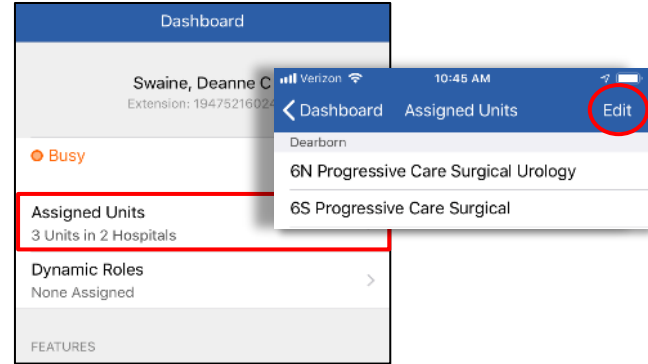 Dashboard
Swaine, Deanne C
Extension: 19475216024
Busy
Assigned Units
3 Units in 2 Hospitals
Dynamic Roles
None Assigned
FEATURES
Verizon 10:45 AM
Dashboard Assigned Units Edit
Dearborn
6N Progressive Care Surgical Urology
6S Progressive Care Surgical